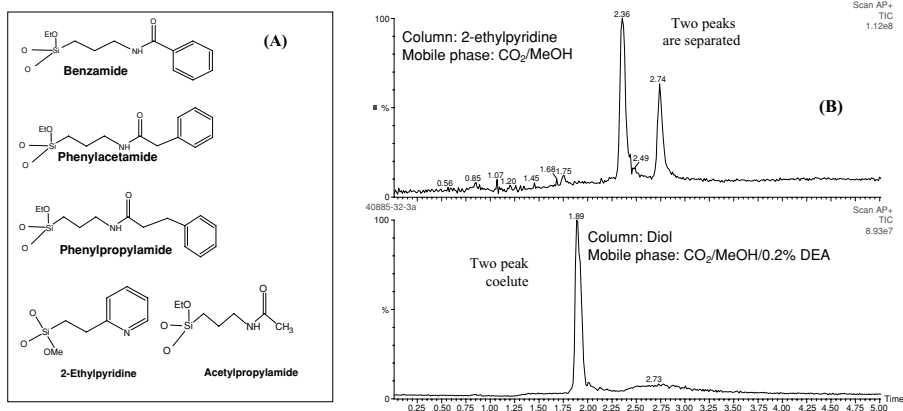 (A)
EtO
O
Si
O
NH
O
Benzamide
EtO
O
Si
O
NH
O
Phenylacetamide
EtO
O
Si
O
NH
O
Phenylpropylamide
O
O
Si
OMe
N
2-Ethylpyridine
EtO
O
Si
O
NH
O
CH3
Acetylpropylamide
(B)
Scan AP+
TIC
1.12e8
Column: 2-ethylpyridine
Mobile phase: CO2/MeOH
Two peaks
are separated
100
%
0
0.56
0.85
1.07
1.20
1.45
1.68
1.75
2.36
2.49
2.74
40885-32-3a
Scan AP+
TIC
8.93e7
Column: Diol
Mobile phase: CO2/MeOH/0.2% DEA
Two peak
coelute
100
%
0
1.89
2.73
0.25 0.50 0.75 1.00 1.25 1.50 1.75 2.00 2.25 2.50 2.75 3.00 3.25 3.50 3.75 4.00 4.25 4.50 4.75 5.00 Time